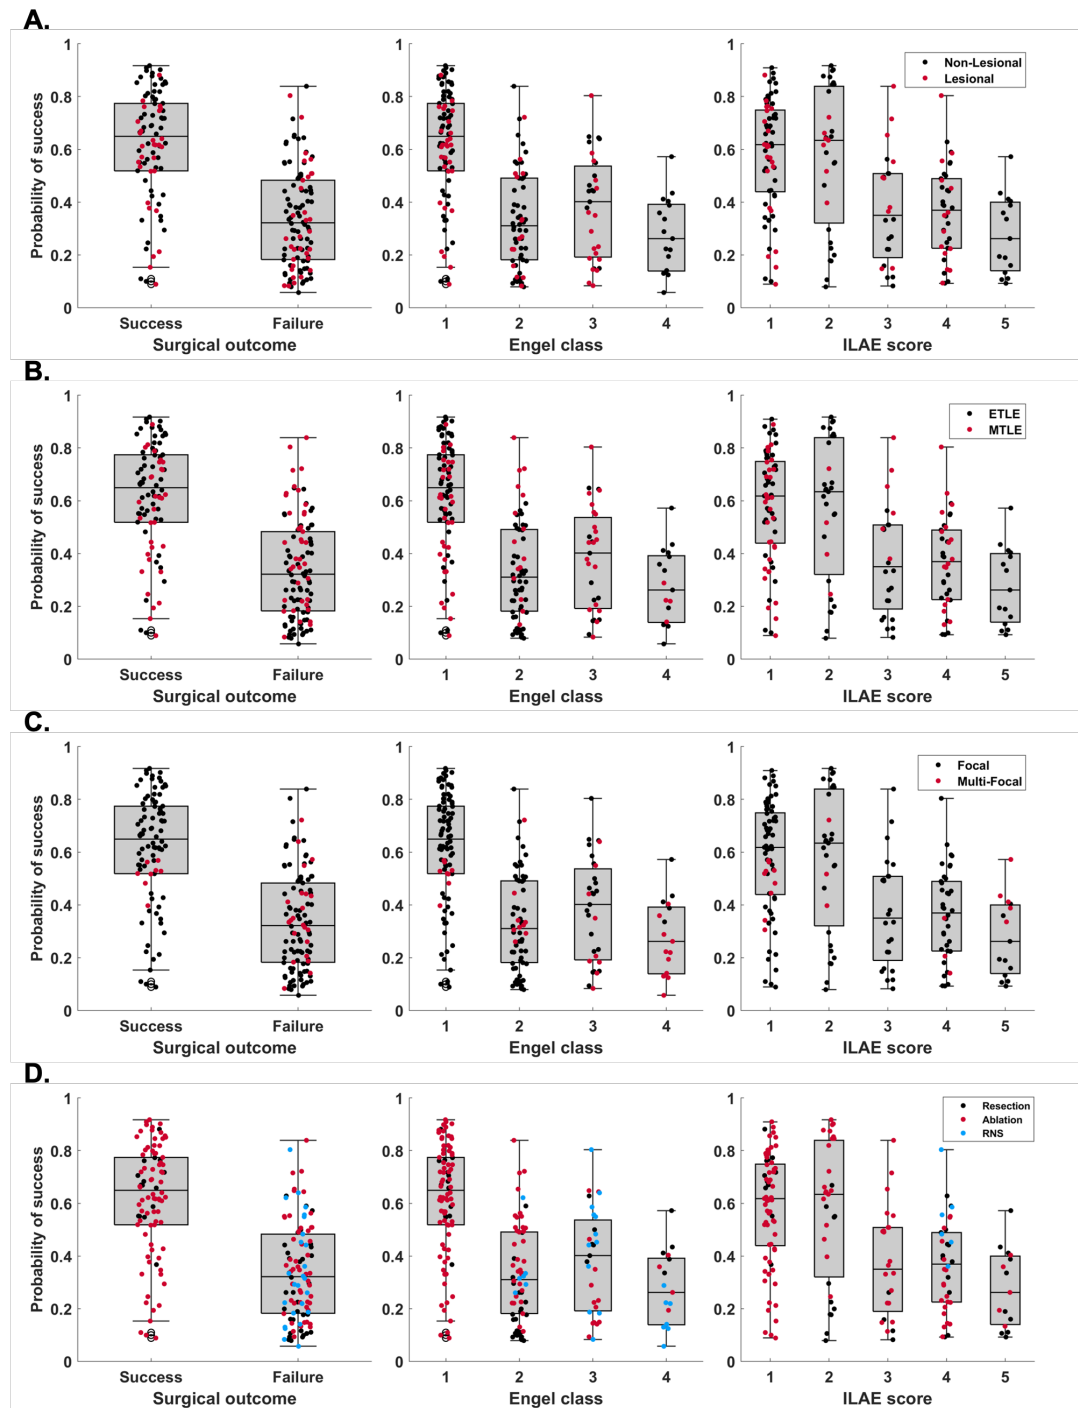 A.
Probability of success
1
0.8
0.6
0.4
0.2
0
Success Failure
Surgical outcome
1 2 3 4
Engel class
1
0.8
0.6
0.4
0.2
0
1 2 3 4 5
ILAE score
1
0.8
0.6
0.4
0.2
0
Non-Lesional
Lesional
B.
Probability of success
1
0.8
0.6
0.4
0.2
0
Success Failure
Surgical outcome
1
0.8
0.6
0.4
0.2
0
1 2 3 4
Engel class
1
0.8
0.6
0.4
0.2
0
1 2 3 4 5
ILAE score
ETLE
MTLE
C.
Probability of success
1
0.8
0.6
0.4
0.2
0
Success Failure
Surgical outcome
1
0.8
0.6
0.4
0.2
0
1 2 3 4
Engel class
1
0.8
0.6
0.4
0.2
0
1 2 3 4 5
ILAE score
Focal
Multi-Focal
D.
Probability of success
1
0.8
0.6
0.4
0.2
0
Success Failure
Surgical outcome
1
0.8
0.6
0.4
0.2
0
1 2 3 4
Engel class
1
0.8
0.6
0.4
0.2
0
1 2 3 4 5
ILAE score
Resection
Ablation
RNS